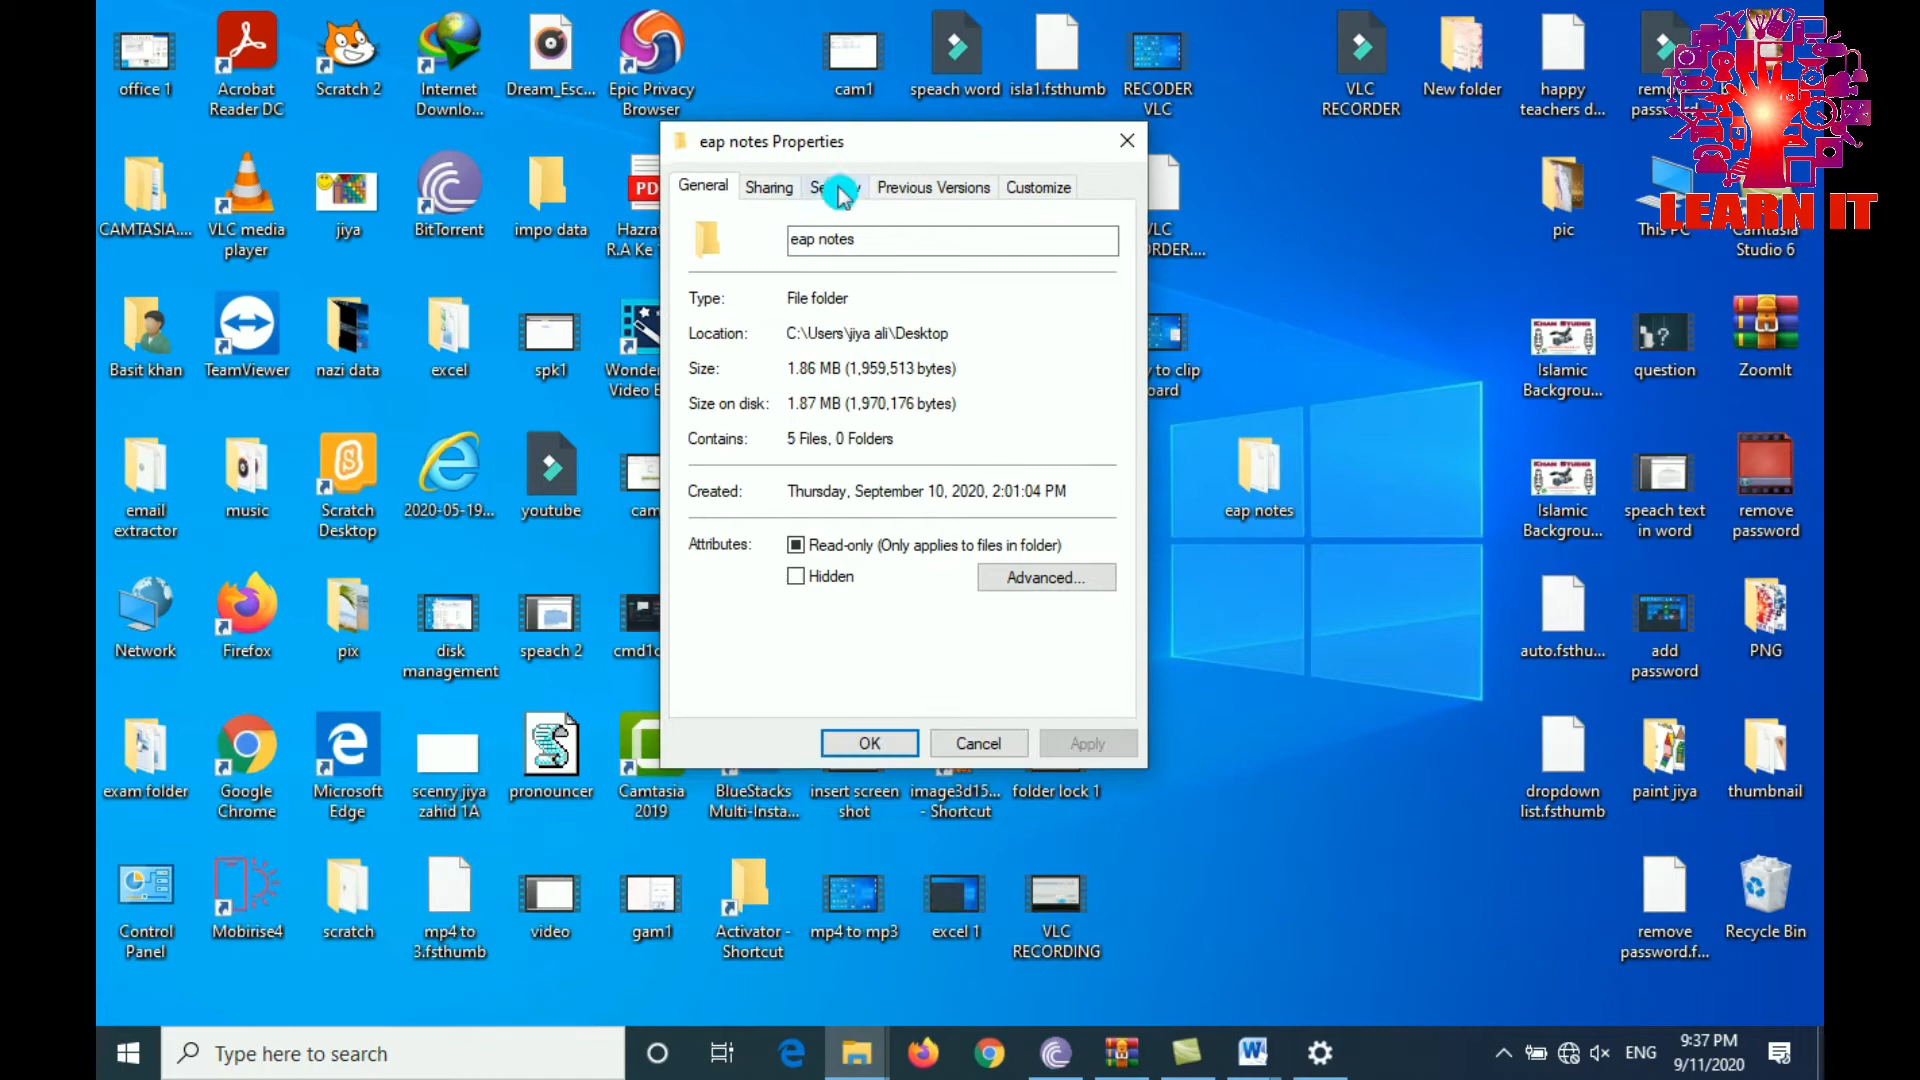 office 1
Acrobat
Reader DC
Scratch 2
Internet
Downlo...
Dream_Esc...
Epic Privacy
Browser
cam1
speach word
isla1.fsthumb
RECODER
VLC
VLC
RECORDER
New folder
happy
teachers d...
LEARN IT
CAMTASIA....
VLC media
player
jiya
BitTorrent
impo data
Hazra
R.A Ke
VLC
RDER....
pic
This PC
Camtasia
Studio 6
Basit khan
TeamViewer
nazi data
excel
spk1
Wonder
Video E
to clip
oard
Islamic
Backgrou...
question
ZoomIt
email
extractor
music
Scratch
Desktop
2020-05-19...
youtube
cam
eap notes
Islamic
Backgrou...
speach text
in word
remove
password
Network
Firefox
pix
disk
management
speach 2
cmd1c
auto.fsthu...
add
password
PNG
exam folder
Google
Chrome
Microsoft
Edge
scenry jiya
zahid 1A
pronouncer
Camtasia
2019
BlueStacks
Multi-Insta...
insert screen
shot
image3d15...
- Shortcut
folder lock 1
dropdown
list.fsthumb
paint jiya
thumbnail
Control
Panel
Mobirise4
scratch
mp4 to
3.fsthumb
video
gam1
Activator -
Shortcut
mp4 to mp3
excel 1
VLC
RECORDING
remove
password.f...
Recycle Bin
eap notes Properties
General
Sharing
Previous Versions
Customize
eap notes
Type: File folder
Location: C:\Users\jiya ali\Desktop
Size: 1.86 MB (1,959,513 bytes)
Size on disk: 1.87 MB (1,970,176 bytes)
Contains: 5 Files, 0 Folders
Created: Thursday, September 10, 2020, 2:01:04 PM
Attributes: Read-only (Only applies to files in folder)
Hidden
Advanced...
OK
Cancel
Apply
Type here to search
ENG
9:37 PM
9/11/2020